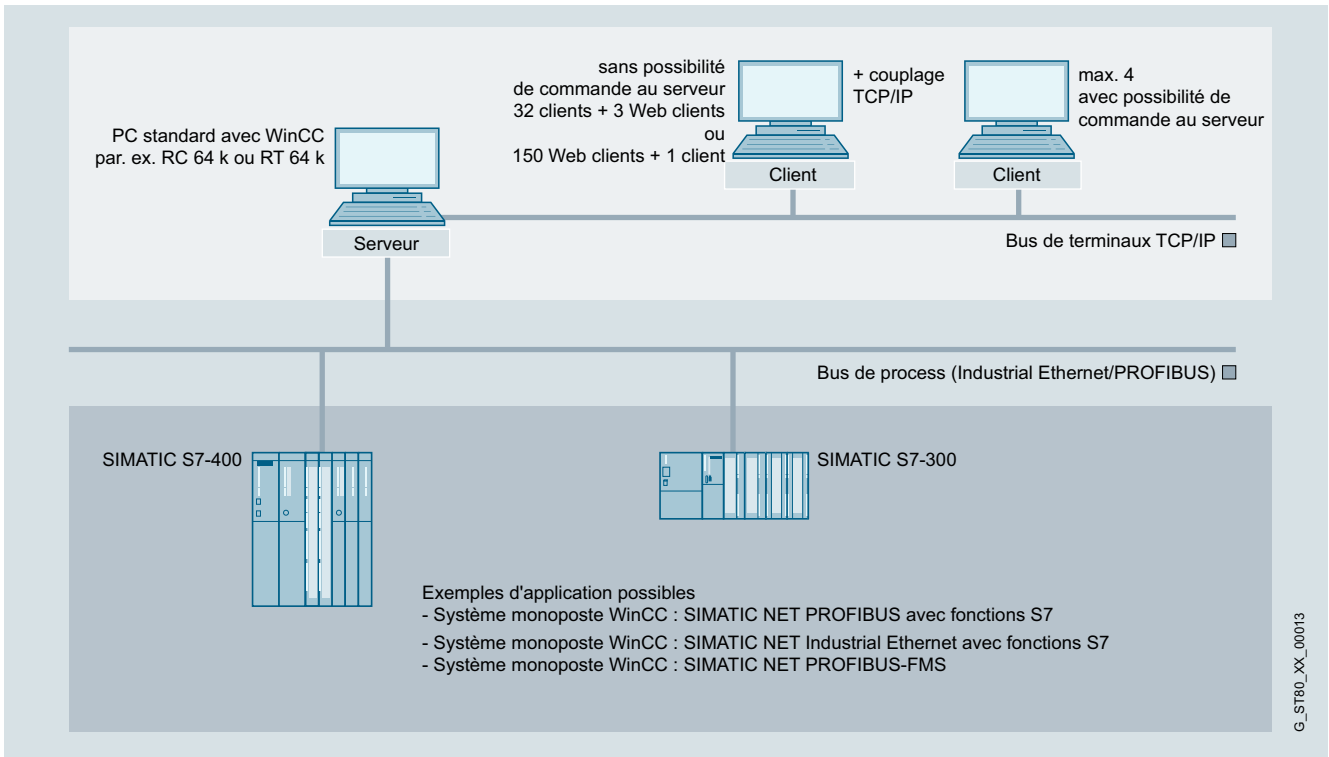 PC standard avec WinCC
par. ex. RC 64 k ou RT 64 k
Serveur
sans possibilité
de commande au serveur
32 clients + 3 Web clients
ou
150 Web clients + 1 client
+ couplage
TCP/IP
Client
max. 4
avec possibilité de
commande au serveur
Client
Bus de terminaux TCP/IP
Bus de process (Industrial Ethernet/PROFIBUS)
SIMATIC S7-400
SIMATIC S7-300
Exemples d'application possibles
- Système monoposte WinCC : SIMATIC NET PROFIBUS avec fonctions S7
- Système monoposte WinCC : SIMATIC NET Industrial Ethernet avec fonctions S7
- Système monoposte WinCC : SIMATIC NET PROFIBUS-FMS
G_ST80_XX_00013